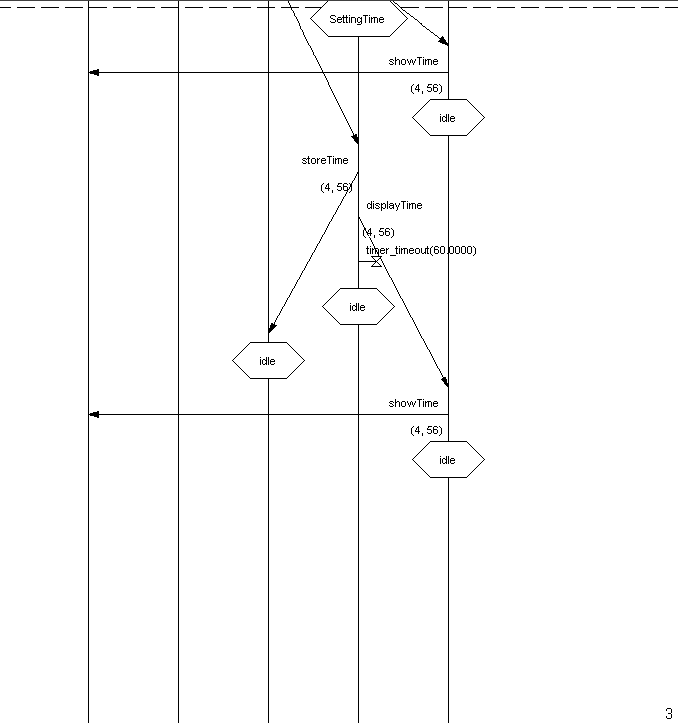 SettingTime
showTime
(4, 56)
idle
storeTime
(4, 56)
displayTime
(4, 56)
timer_timeout(60.0000)
idle
idle
showTime
(4, 56)
idle
3